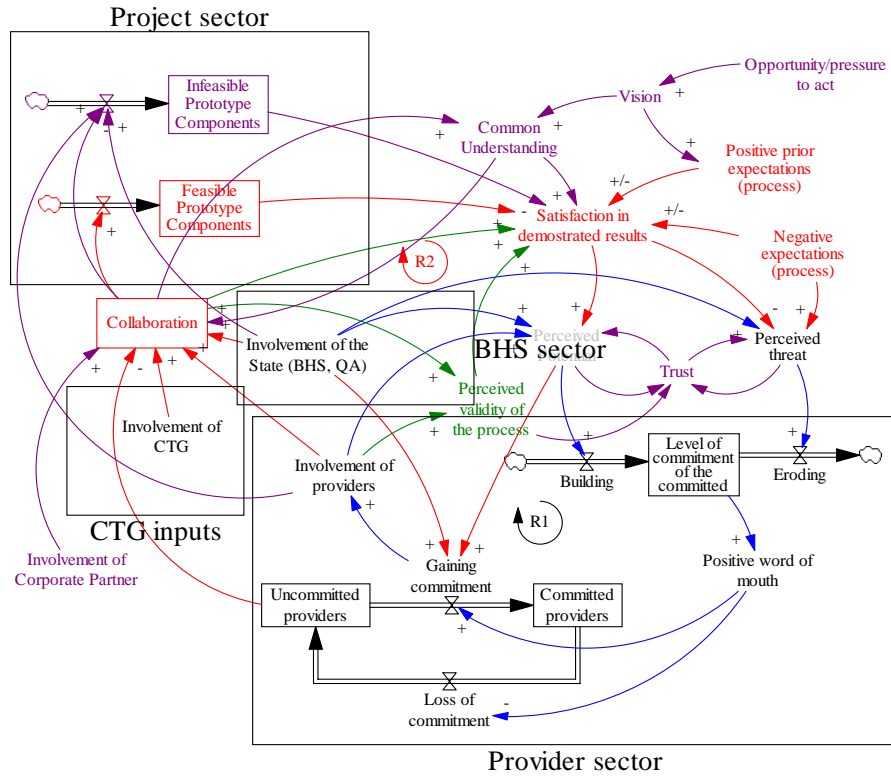 Project sector
Infeasible
Prototype
Components
Opportunity/pressure
to act
Vision
Common
Understanding
Positive prior
expectations
(process)
Feasible
Prototype
Components
Satisfaction in
demostrated results
Negative
expectations
(process)
R2
Collaboration
Involvement of the
State (BHS, QA)
Perceived
Potential
BHS sector
Perceived
threat
Trust
Perceived
validity of
the process
Involvement of
CTG
Involvement of
providers
Building
Level of
commitment
of the
committed
Eroding
CTG inputs
R1
Involvement of
Corporate Partner
Gaining
commitment
Positive word of
mouth
Uncommitted
providers
Committed
providers
Loss of
commitment
Provider sector
+
-
+
+
+
+
+
+
+
+/-
-
+
+
+/-
+
+
+
-
+
+
+
+
-
+
+
+
+
+
+
+
+
+
+
-